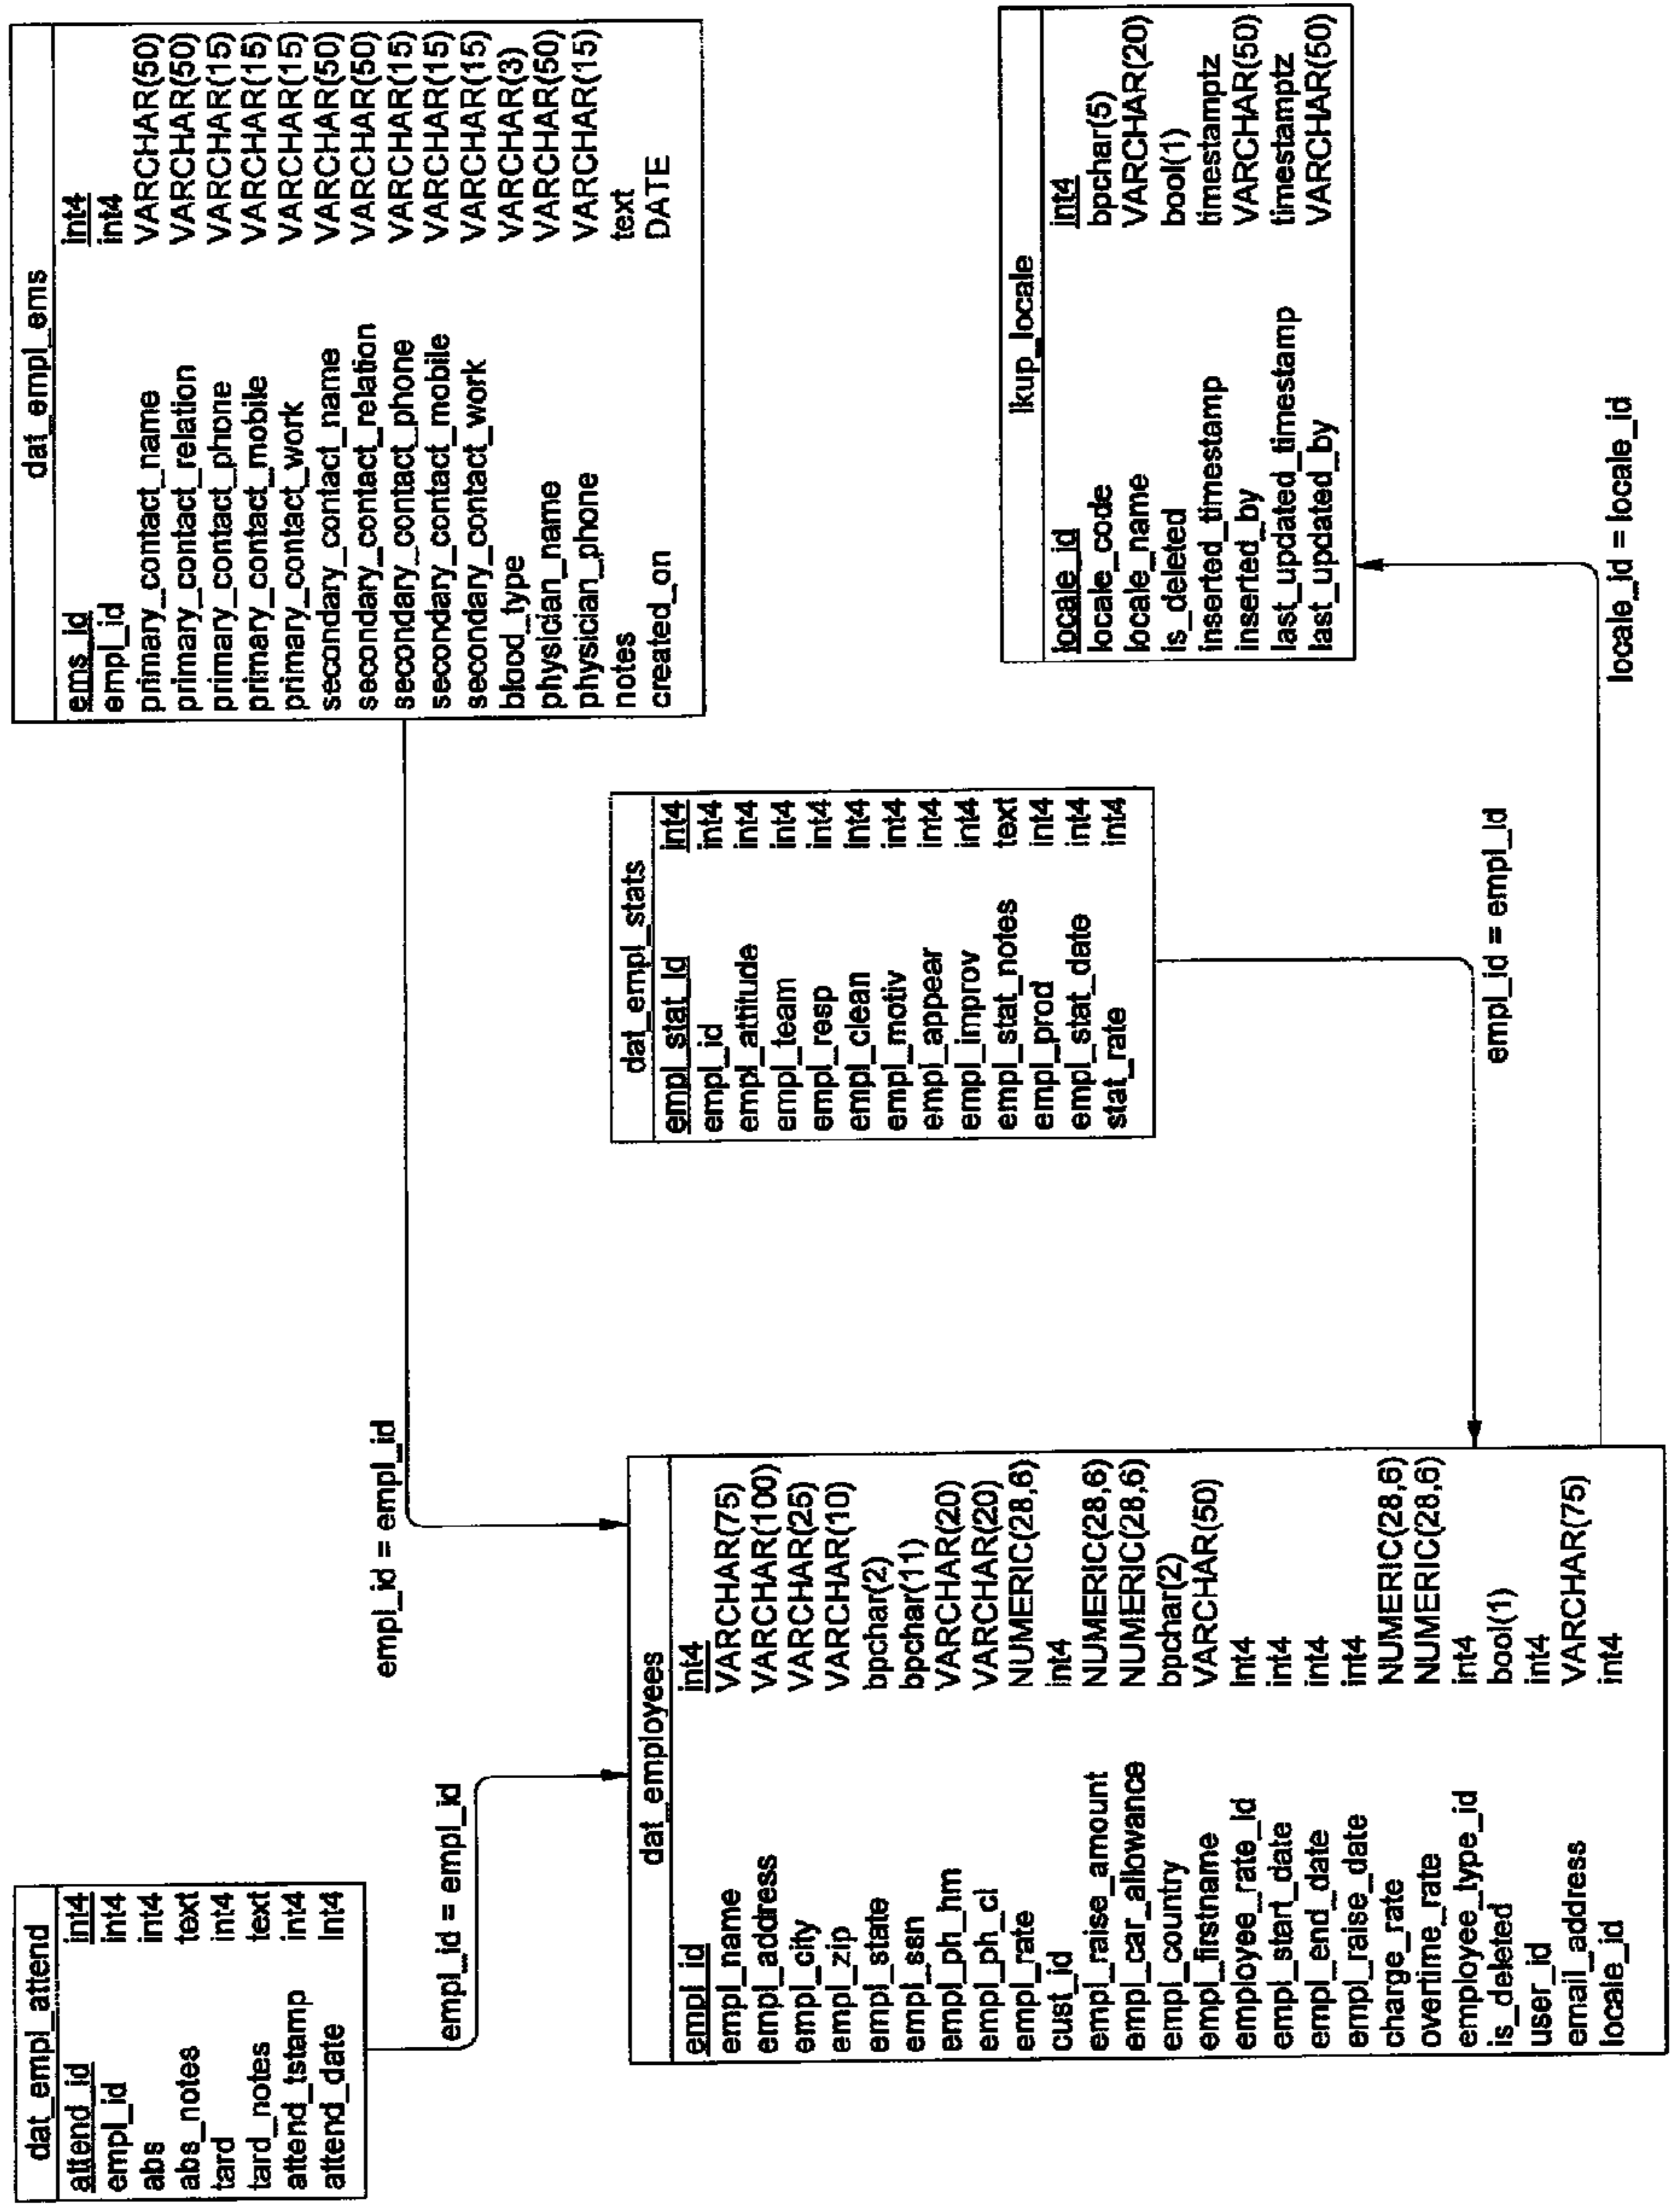 dat_empl_attend
attend_id int4
empl_id int4
abs int4
abs_notes text
tard int4
tard_notes text
attend_tstamp int4
attend_date int4
empl_id = empl_id
empl_id = empl_id
dat_employees
empl_id int4
empl_name VARCHAR(75)
empl_address VARCHAR(100)
empl_city VARCHAR(25)
empl_zip VARCHAR(10)
empl_state bpchar(2)
empl_ssn bpchar(11)
empl_ph_hm VARCHAR(20)
empl_ph_cl VARCHAR(20)
empl_rate NUMERIC(28,6)
cust_id int4
empl_raise_amount NUMERIC(28,6)
empl_car_allowance NUMERIC(28,6)
empl_country bpchar(2)
empl_firstname VARCHAR(50)
employee_rate_id int4
empl_start_date int4
empl_end_date int4
empl_raise_date int4
charge_rate NUMERIC(28,6)
overtime_rate NUMERIC(28,6)
employee_type_id int4
is_deleted bool(1)
user_id int4
email_address VARCHAR(75)
locale_id int4
dat_empl_ems
ems_id int4
empl_id int4
primary_contact_name VARCHAR(50)
primary_contact_relation VARCHAR(50)
primary_contact_phone VARCHAR(15)
primary_contact_mobile VARCHAR(15)
primary_contact_work VARCHAR(15)
secondary_contact_name VARCHAR(50)
secondary_contact_relation VARCHAR(50)
secondary_contact_phone VARCHAR(15)
secondary_contact_mobile VARCHAR(15)
secondary_contact_work VARCHAR(15)
blood_type VARCHAR(3)
physician_name VARCHAR(50)
physician_phone VARCHAR(15)
notes text
created_on DATE
dat_empl_stats
empl_stat_id int4
empl_id int4
empl_attitude int4
empl_team int4
empl_resp int4
empl_clean int4
empl_motiv int4
empl_appear int4
empl_improv int4
empl_stat_notes text
empl_prod int4
empl_stat_date int4
stat_rate int4
empl_id = empl_id
lkup_locale
locale_id int4
locale_code bpchar(5)
locale_name VARCHAR(20)
is_deleted bool(1)
inserted_timestamp timestamptz
inserted_by VARCHAR(50)
last_updated_timestamp timestamptz
last_updated_by VARCHAR(50)
locale_id = locale_id